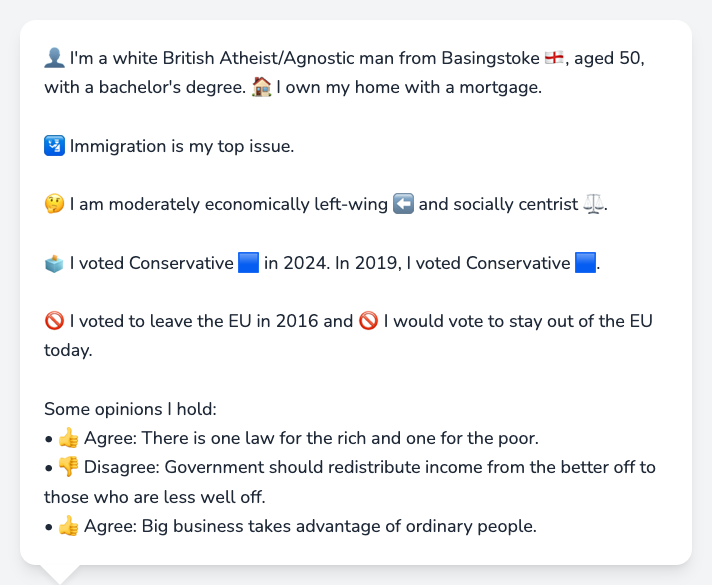 👤 I'm a white British Atheist/Agnostic man from Basingstoke 🏴󠁧󠁢󠁥󠁮󠁧󠁿, aged 50,
with a bachelor's degree. 🏠 I own my home with a mortgage.
🛂 Immigration is my top issue.
🤔 I am moderately economically left-wing ⬅️ and socially centrist ⚖️.
🗳️ I voted Conservative 🟦 in 2024. In 2019, I voted Conservative 🟦.
🚫 I voted to leave the EU in 2016 and 🚫 I would vote to stay out of the EU
today.
Some opinions I hold:
• 👍 Agree: There is one law for the rich and one for the poor.
• 👎 Disagree: Government should redistribute income from the better off to
those who are less well off.
• 👍 Agree: Big business takes advantage of ordinary people.